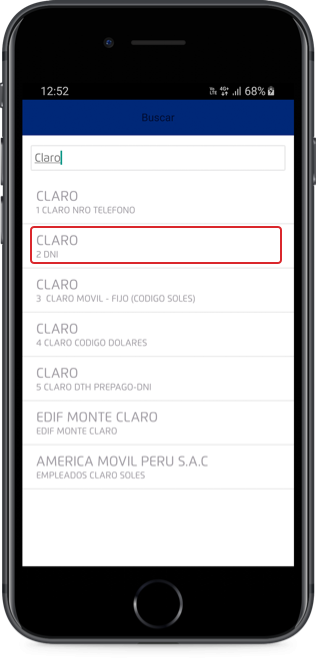 12:52
4G+ 68%
Buscar
Claro
CLARO
1 CLARO NRO TELEFONO
CLARO
2 DNI
CLARO
3 CLARO MOVIL - FIJO (CODIGO SOLES)
CLARO
4 CLARO CODIGO DOLARES
CLARO
5 CLARO DTH PREPAGO-DNI
EDIF MONTE CLARO
EDIF MONTE CLARO
AMERICA MOVIL PERU S.A.C
EMPLEADOS CLARO SOLES